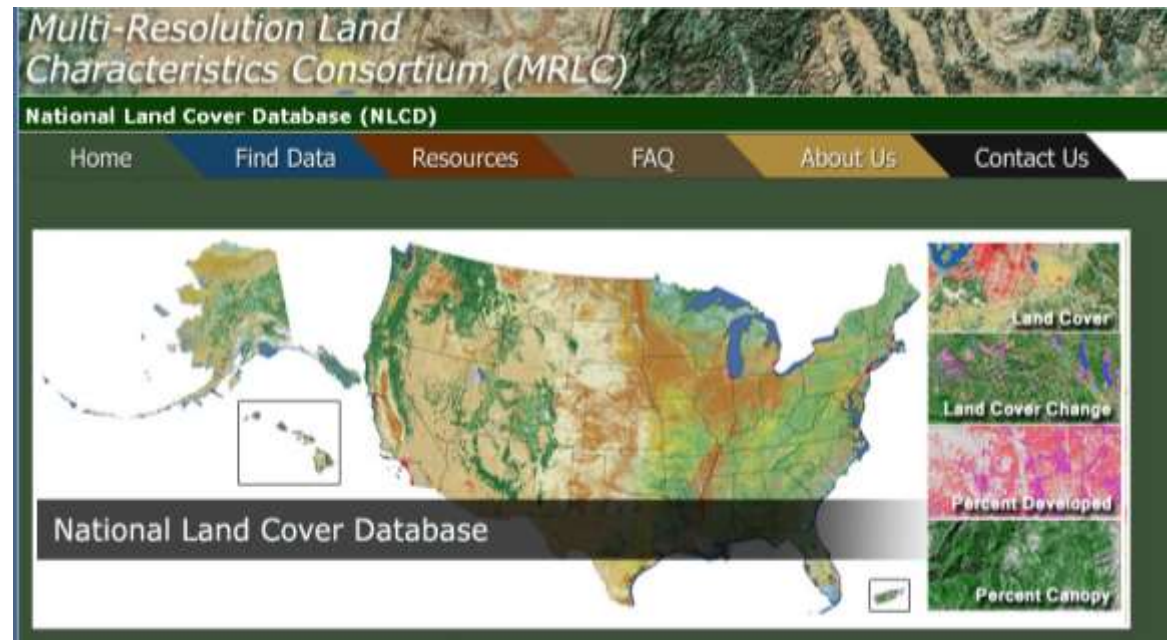 Multi-Resolution Land
Characteristics Consortium (MRLC)
National Land Cover Database (NLCD)
Home Find Data Resources FAQ About Us Contact Us
Land Cover
Land Cover Change
Percent Developed
National Land Cover Database
Percent Canopy